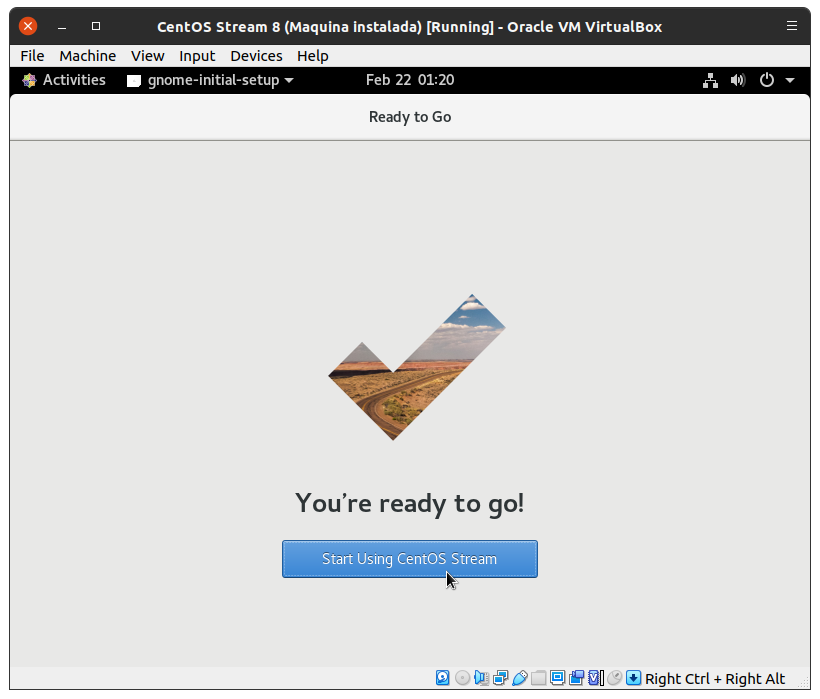 CentOS Stream 8 (Maquina instalada) [Running] - Oracle VM VirtualBox
File Machine View Input Devices Help
Activities gnome-initial-setup Feb 22 01:20
Ready to Go
You're ready to go!
Start Using CentOS Stream
Right Ctrl + Right Alt